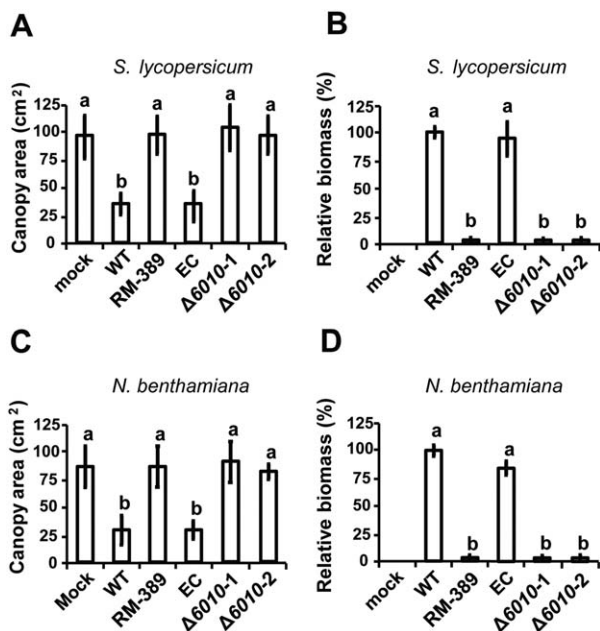 A
S. lycopersicum
Canopy area (cm²)
125
100
75
50
25
0
a
b
a
b
a
a
mock
WT
RM-389
EC
Δ6010-1
Δ6010-2
B
S. lycopersicum
Relative biomass (%)
125
100
75
50
25
0
a
b
a
b
b
mock
WT
RM-389
EC
Δ6010-1
Δ6010-2
C
N. benthamiana
Canopy area (cm²)
125
100
75
50
25
0
a
b
a
b
a
a
Mock
WT
RM-389
EC
Δ6010-1
Δ6010-2
D
N. benthamiana
Relative biomass (%)
125
100
75
50
25
0
a
b
a
b
b
mock
WT
RM-389
EC
Δ6010-1
Δ6010-2